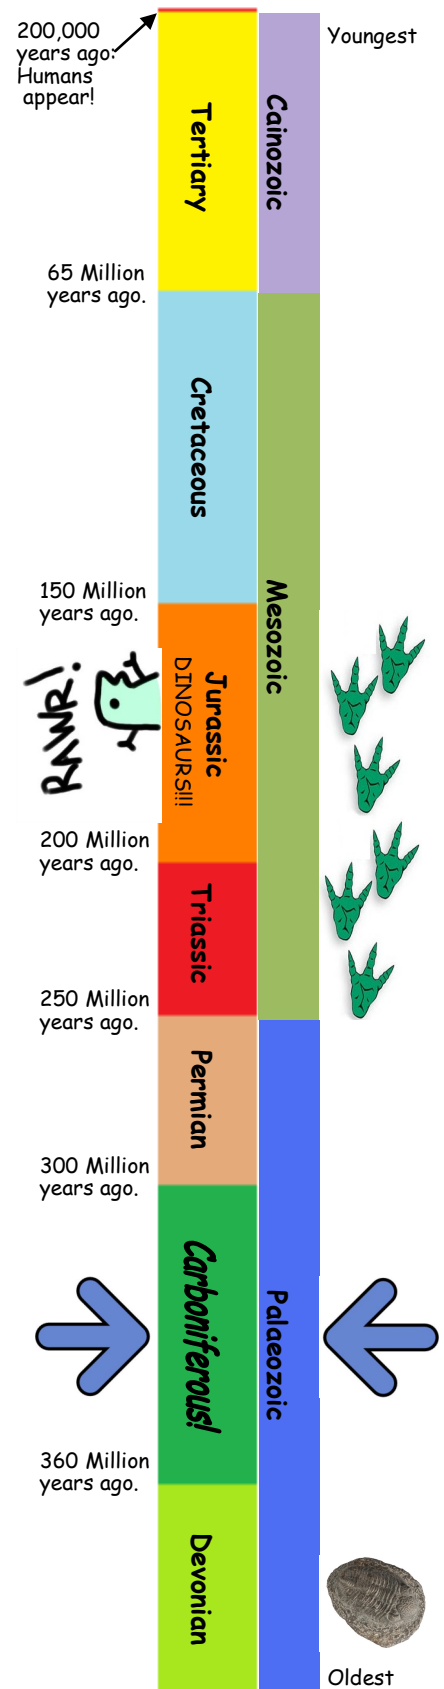 200,000
years ago:
Humans
appear!
Youngest
Tertiary
Cainozoic
65 Million
years ago.
Cretaceous
150 Million
years ago.
Mesozoic
RAWR!
Jurassic
DINOSAURS!!!
200 Million
years ago.
Triassic
250 Million
years ago.
Permian
300 Million
years ago.
Carboniferous!
Palaeozoic
360 Million
years ago.
Devonian
Oldest